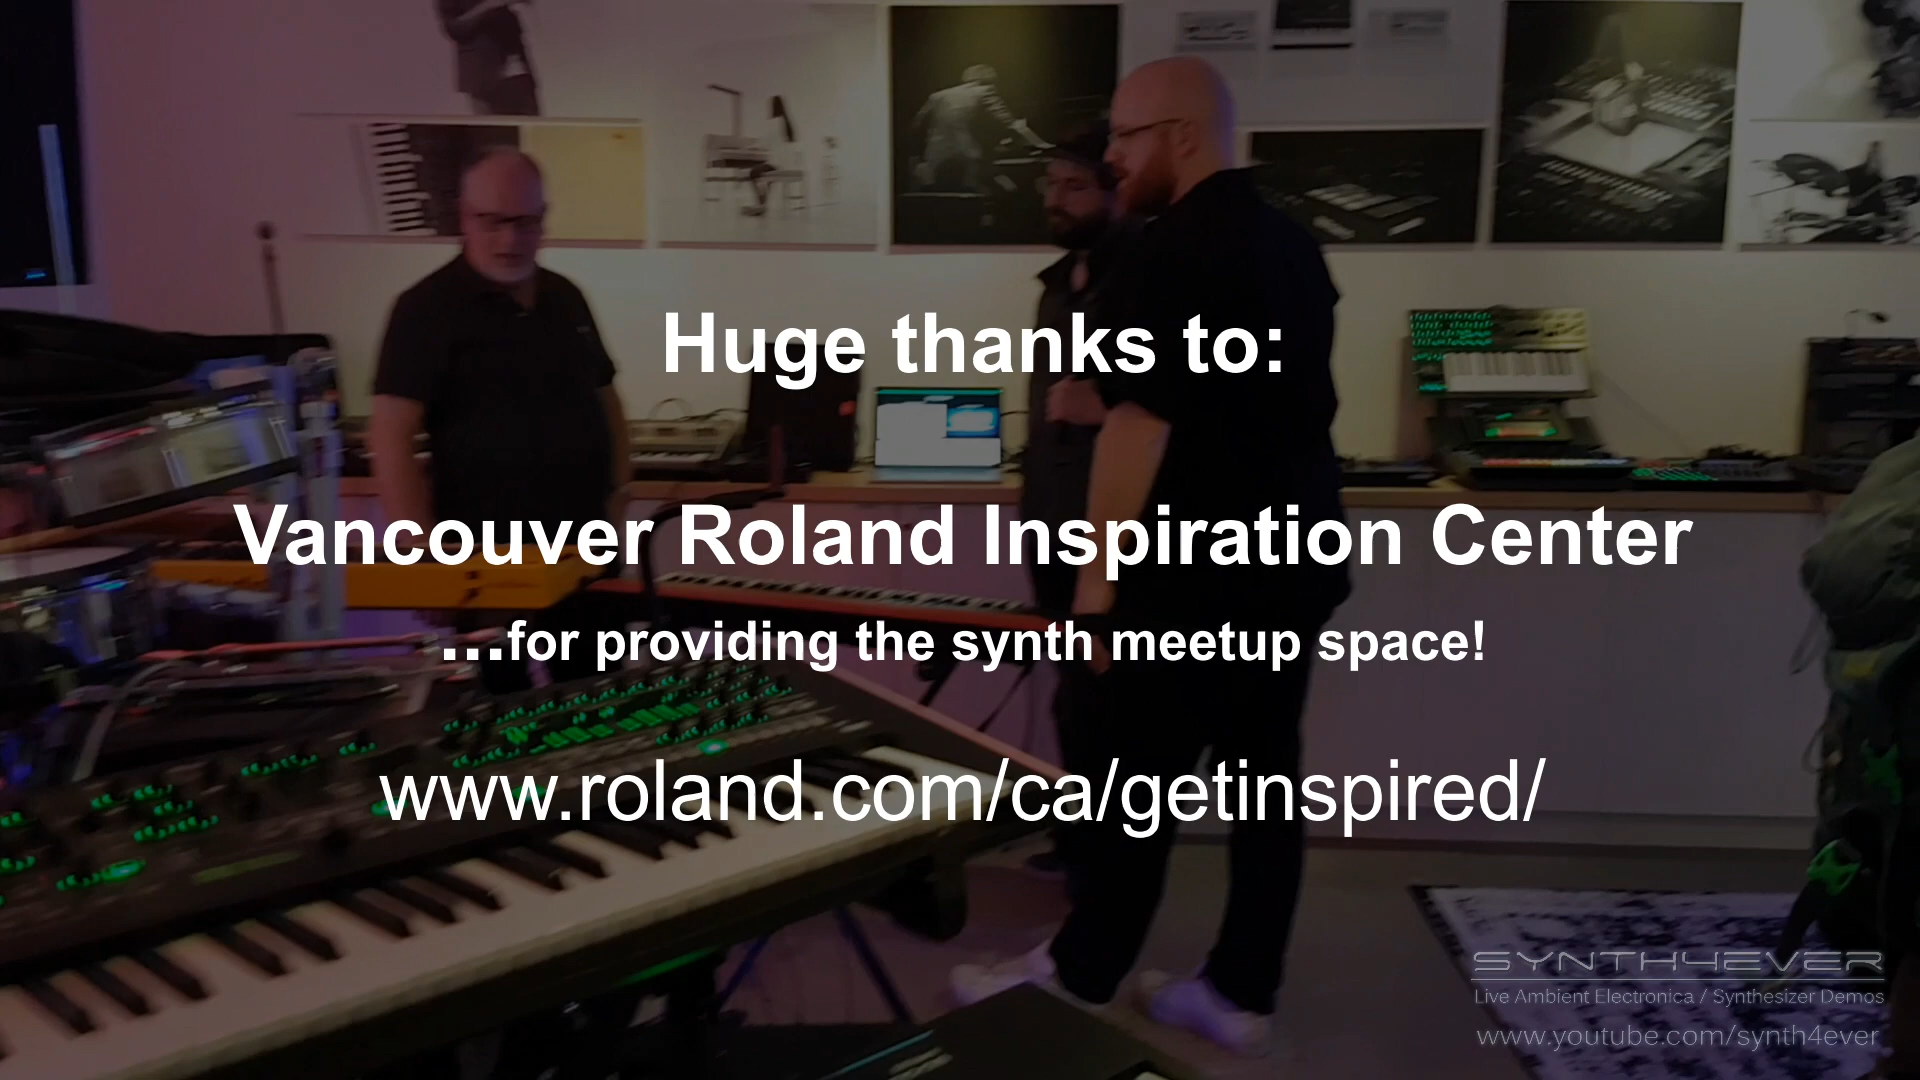 Huge thanks to:
Vancouver Roland Inspiration Center
...for providing the synth meetup space!
www.roland.com/ca/getinspired/
SYNTH4EVER
Live Ambient Electronica / Synthesizer Demos
www.youtube.com/synth4ever